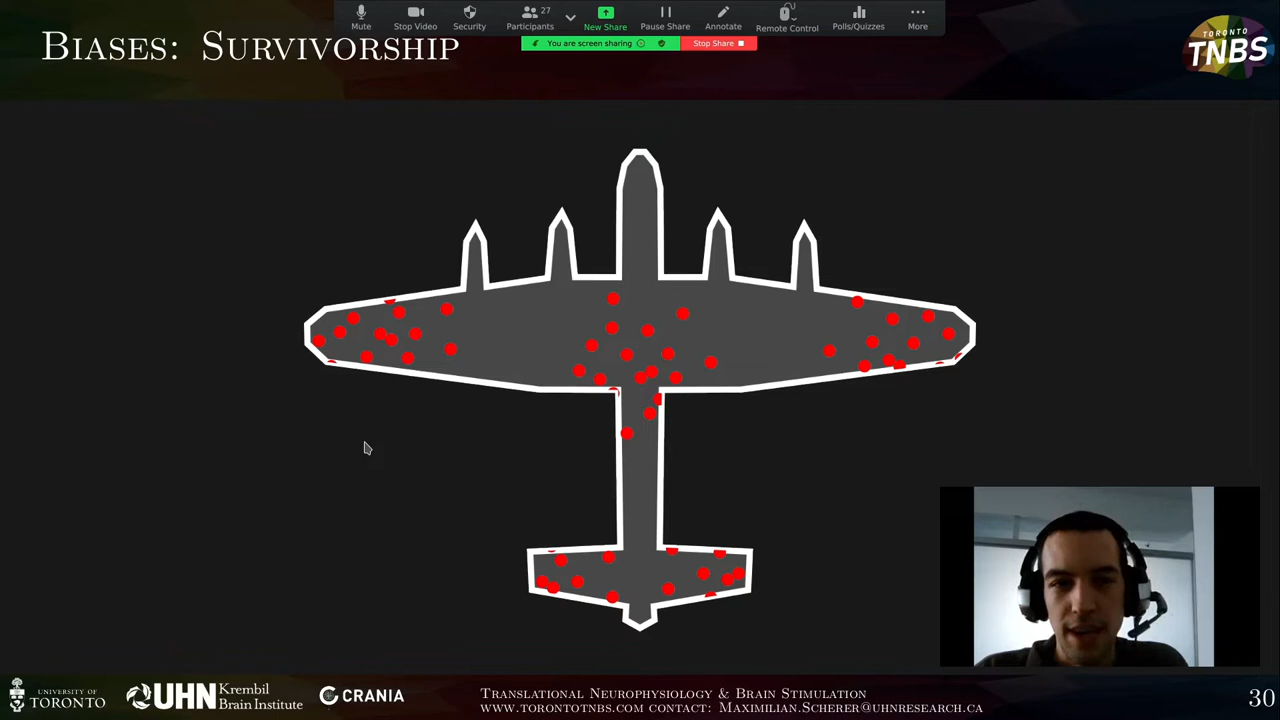 Mute
Stop Video
Security
Participants 27
New Share
Pause Share
Annotate
Remote Control
Polls/Quizzes
More
You are screen sharing
Stop Share
Biases: Survivorship
TORONTO
TNBS
UNIVERSITY OF
TORONTO
UHN Krembil
Brain Institute
CRANIA
Translational Neurophysiology & Brain Stimulation
www.torontotnbs.com contact: Maximilian.Scherer@uhnresearch.ca
30